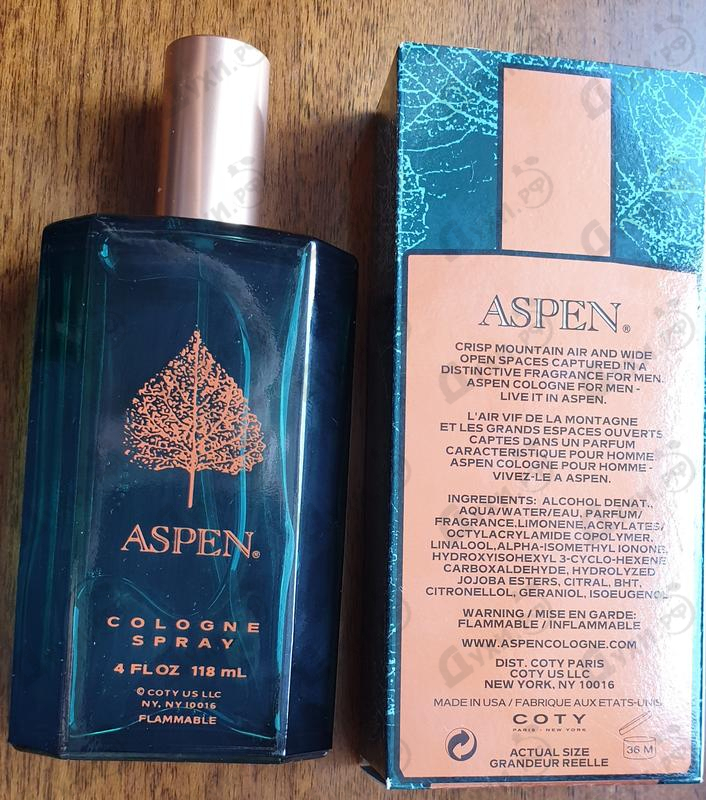 ASPEN®
COLOGNE
SPRAY
4 FL OZ 118 mL
© COTY US LLC
NY, NY 10016
FLAMMABLE
ASPEN®
CRISP MOUNTAIN AIR AND WIDE
OPEN SPACES CAPTURED IN A
DISTINCTIVE FRAGRANCE FOR MEN.
ASPEN COLOGNE FOR MEN -
LIVE IT IN ASPEN.
L'AIR VIF DE LA MONTAGNE
ET LES GRANDS ESPACES OUVERTS
CAPTES DANS UN PARFUM
CARACTERISTIQUE POUR HOMME.
ASPEN COLOGNE POUR HOMME -
VIVEZ-LE A ASPEN.
INGREDIENTS: ALCOHOL DENAT.,
AQUA/WATER/EAU, PARFUM/
FRAGRANCE,LIMONENE,ACRYLATES/
OCTYLACRYLAMIDE COPOLYMER,
LINALOOL,ALPHA-ISOMETHYL IONONE,
HYDROXYISOHEXYL 3-CYCLO-HEXENE
CARBOXALDEHYDE, HYDROLYZED
JOJOBA ESTERS, CITRAL, BHT,
CITRONELLOL, GERANIOL, ISOEUGENOL
WARNING / MISE EN GARDE:
FLAMMABLE / INFLAMMABLE
WWW.ASPENCOLOGNE.COM
DIST. COTY PARIS
COTY US LLC
NEW YORK, NY 10016
MADE IN USA / FABRIQUE AUX ETATS-UNIS
COTY
PARIS - NEW YORK
ACTUAL SIZE
GRANDEUR REELLE
36 M
духи.рф